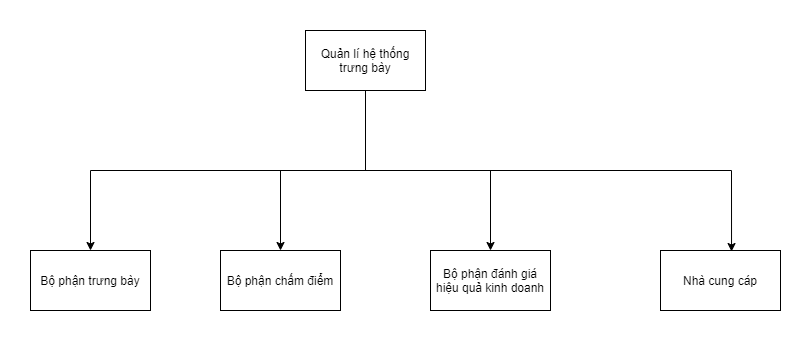 Quản lí hệ thống
trưng bày
Bộ phận trưng bày
Bộ phận chấm điểm
Bộ phận đánh giá
hiệu quả kinh doanh
Nhà cung cáp